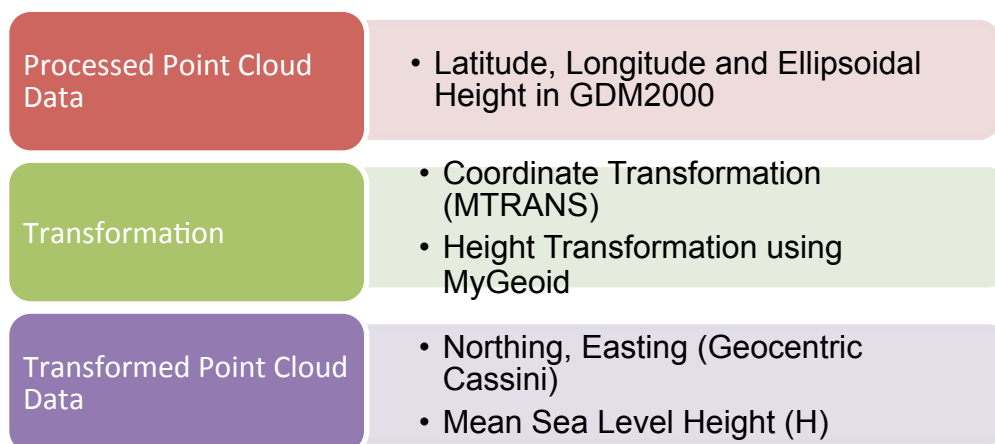 Processed Point Cloud
Data
• Latitude, Longitude and Ellipsoidal
Height in GDM2000
Transformation
• Coordinate Transformation
(MTRANS)
• Height Transformation using
MyGeoid
Transformed Point Cloud
Data
• Northing, Easting (Geocentric
Cassini)
• Mean Sea Level Height (H)